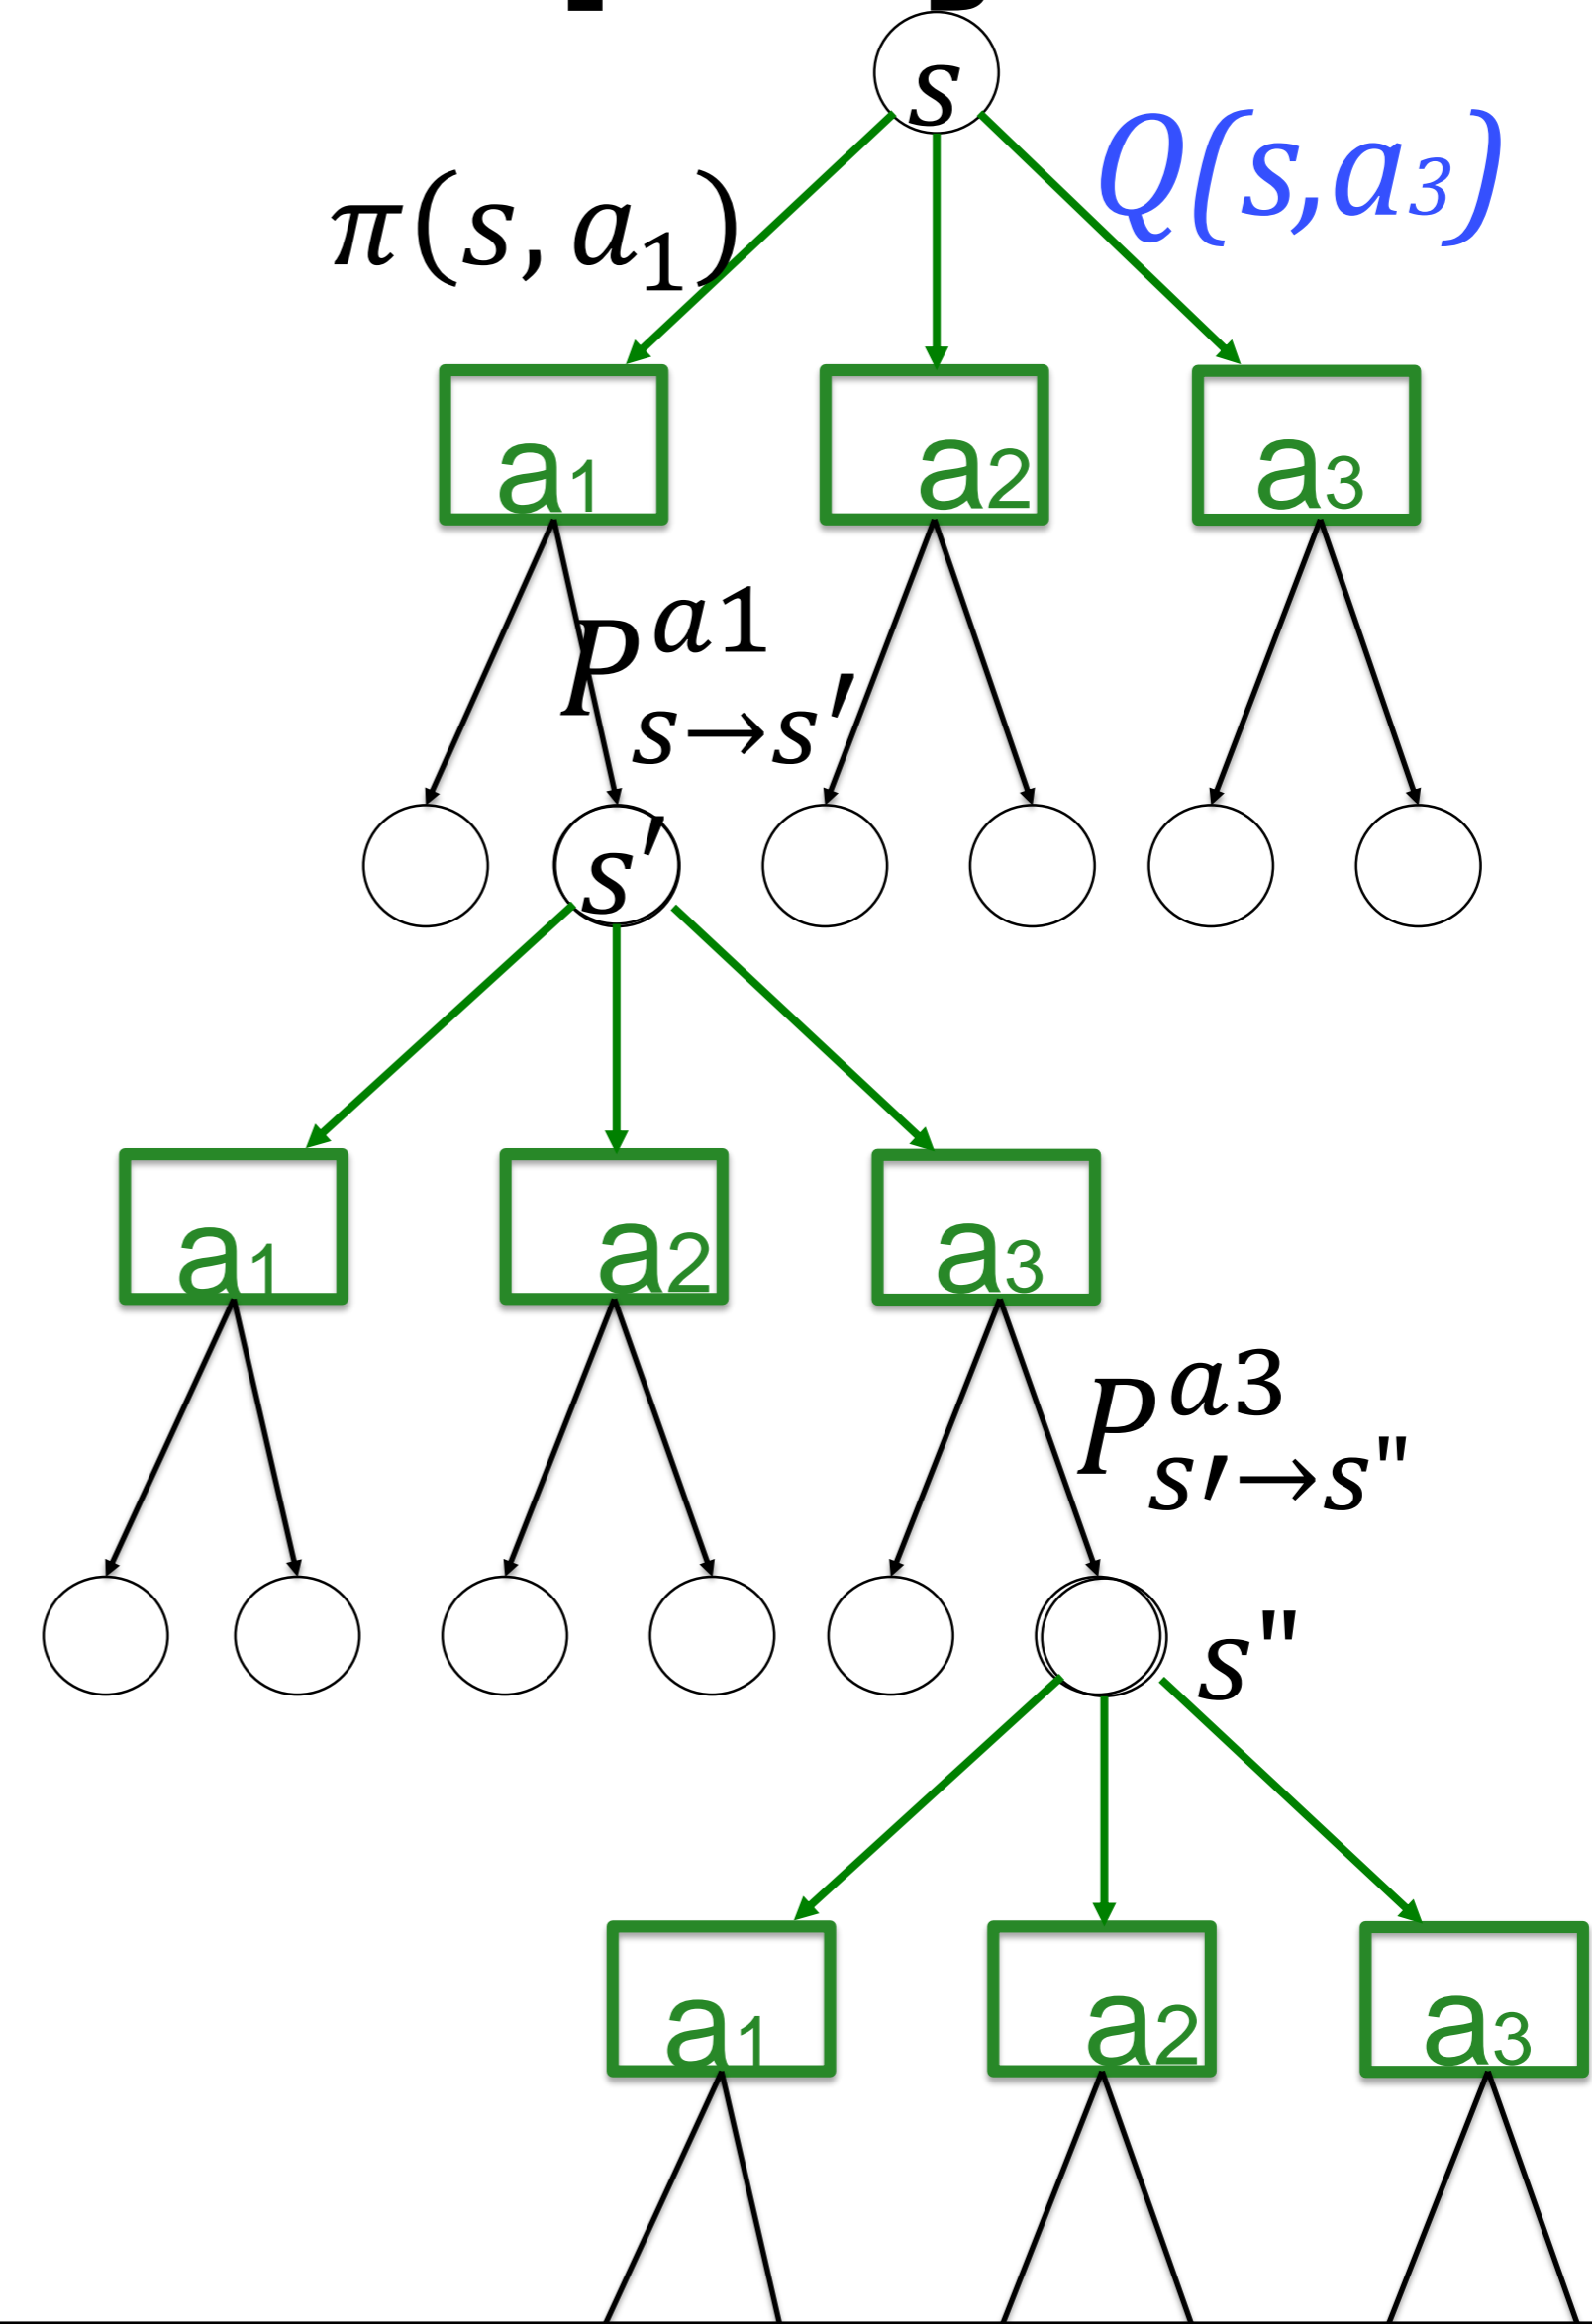 s
π(s, a₁)
Q(s,a₃)
a₁ a₂ a₃
P^{a1}_{s→s′}
s′
a₁ a₂ a₃
P^{a3}_{s′→s"}
s"
a₁ a₂ a₃